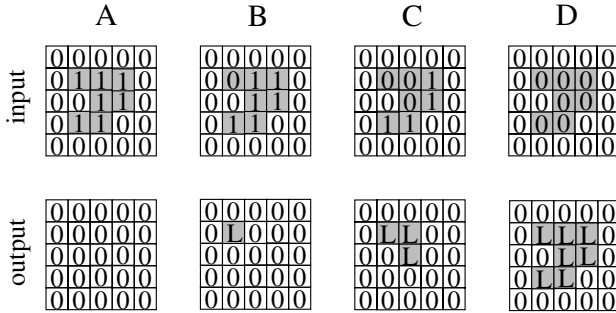 A B C D
input
0 0 0 0 0 0 0 0 0 0 0 0 0 0 0 0 0 0 0 0
0 1 1 1 0 0 0 1 1 0 0 0 0 1 0 0 0 0 0 0
0 0 1 1 0 0 0 1 1 0 0 0 0 1 0 0 0 0 0 0
0 1 1 0 0 0 1 1 0 0 0 1 1 0 0 0 0 0 0 0
0 0 0 0 0 0 0 0 0 0 0 0 0 0 0 0 0 0 0 0
output
0 0 0 0 0 0 0 0 0 0 0 0 0 0 0 0 0 0 0 0
0 0 0 0 0 0 L 0 0 0 0 L L 0 0 0 L L L 0
0 0 0 0 0 0 0 0 0 0 0 0 L 0 0 0 0 L L 0
0 0 0 0 0 0 0 0 0 0 0 0 0 0 0 0 L L 0 0
0 0 0 0 0 0 0 0 0 0 0 0 0 0 0 0 0 0 0 0